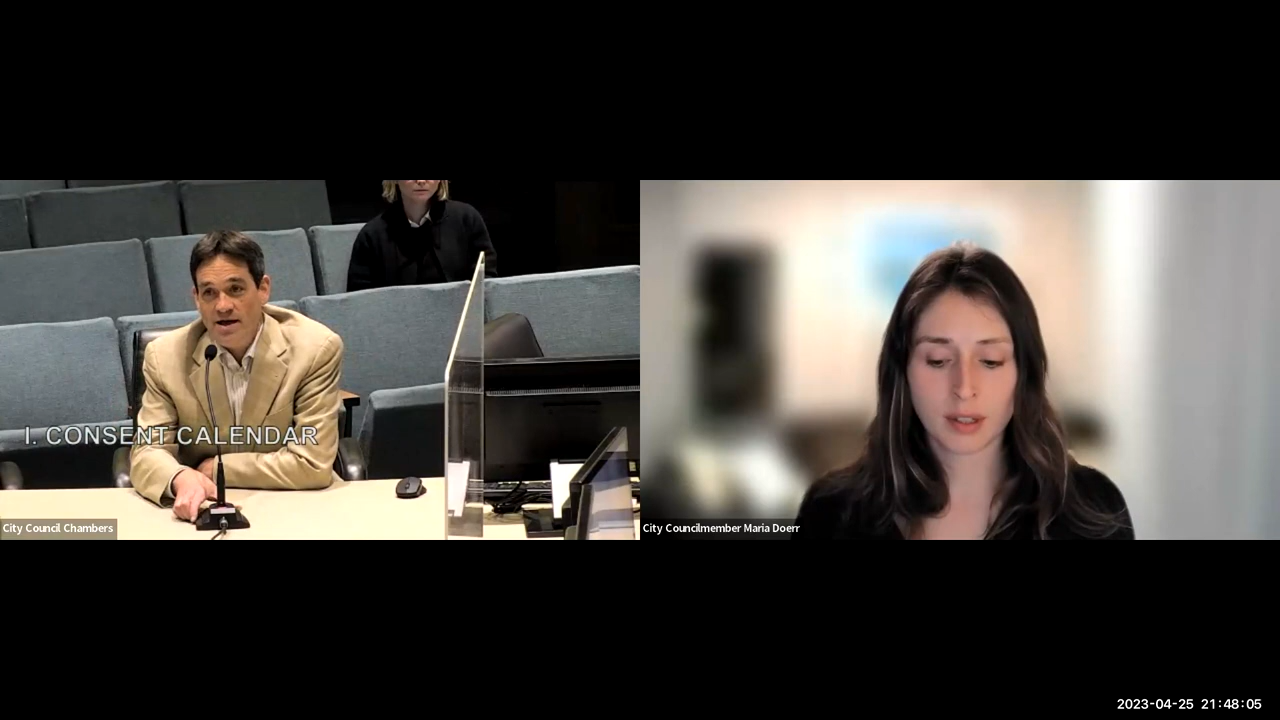 I. CONSENT CALENDAR
City Council Chambers
City Councilmember Maria Doerr
2023-04-25 21:48:05